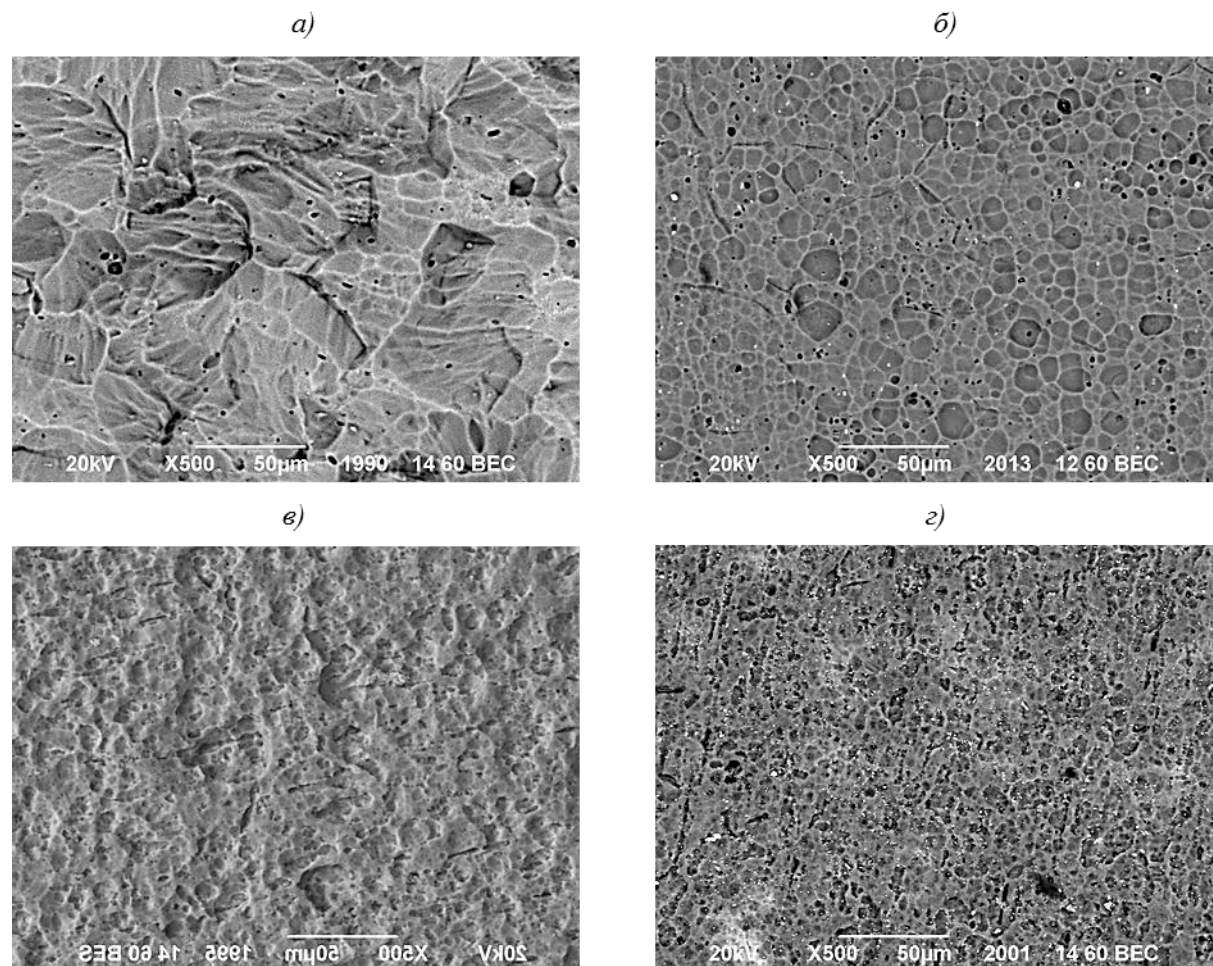 а)
б)
20kV X500 50µm 1990 14 60 BEC
20kV X500 50µm 2013 12 60 BEC
в)
г)
20kV X500 50µm 1995 14 60 BES
20kV X500 50µm 2001 14 60 BEC